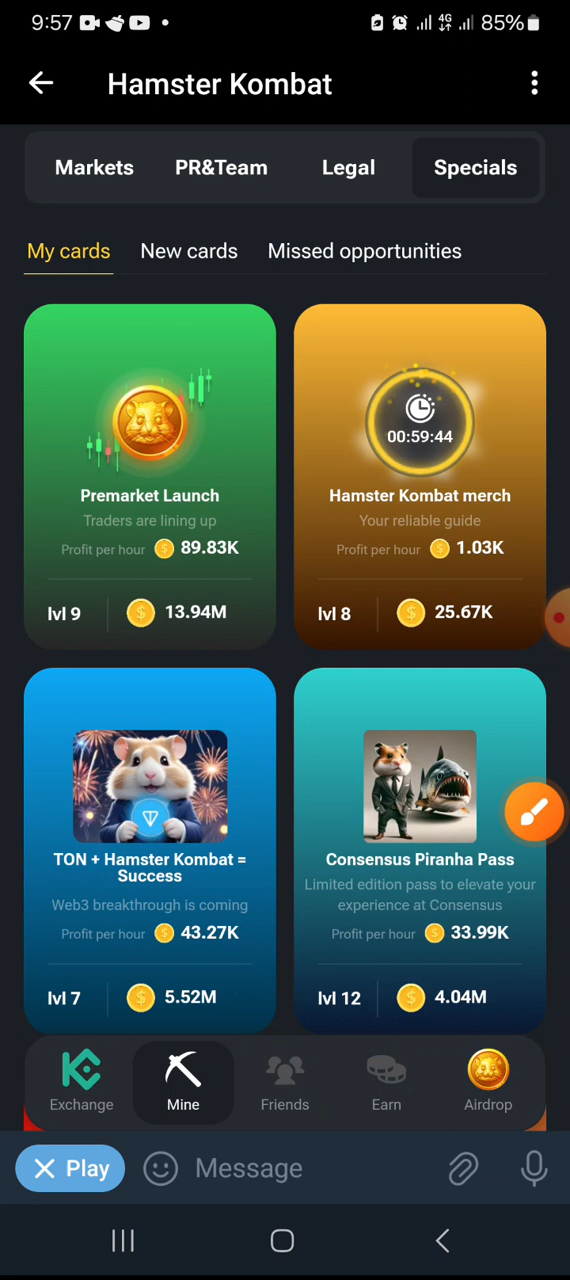 9:57 4G 85%
Hamster Kombat
Markets PR&Team Legal Specials
My cards New cards Missed opportunities
Premarket Launch
Traders are lining up
Profit per hour 89.83K
lvl 9 13.94M
00:59:44
Hamster Kombat merch
Your reliable guide
Profit per hour 1.03K
lvl 8 25.67K
TON + Hamster Kombat =
Success
Web3 breakthrough is coming
Profit per hour 43.27K
lvl 7 5.52M
Consensus Piranha Pass
Limited edition pass to elevate your
experience at Consensus
Profit per hour 33.99K
lvl 12 4.04M
Exchange Mine Friends Earn Airdrop
Play Message